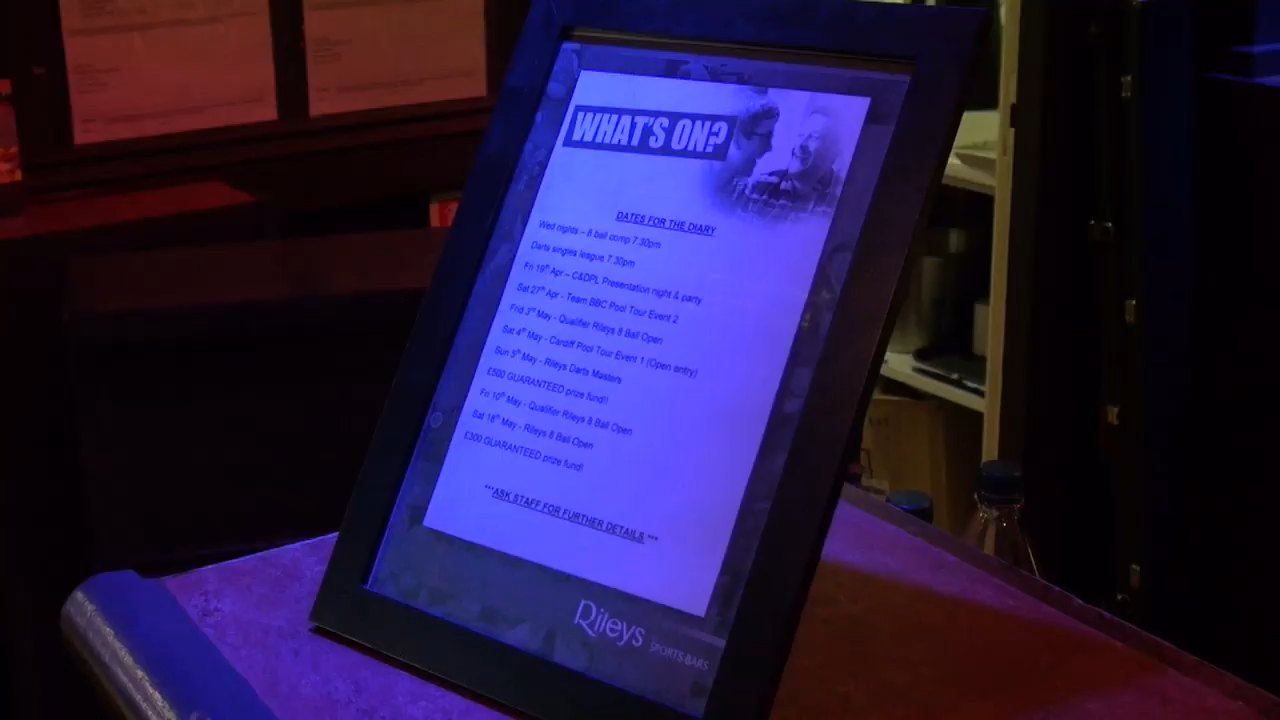 WHAT'S ON?
DATES FOR THE DIARY
Wed nights – 8 ball comp 7.30pm
Darts singles league 7.30pm
Fri 19th Apr – C&DPL Presentation night & party
Sat 27th Apr - Team BBC Pool Tour Event 2
Frid 3rd May - Qualifier Rileys 8 Ball Open
Sat 4th May - Cardiff Pool Tour Event 1 (Open entry)
Sun 5th May - Rileys Darts Masters
£500 GUARANTEED prize fund!!
Fri 10th May - Qualifier Rileys 8 Ball Open
Sat 18th May - Rileys 8 Ball Open
£300 GUARANTEED prize fund!
***ASK STAFF FOR FURTHER DETAILS ***
Rileys SPORTS BARS